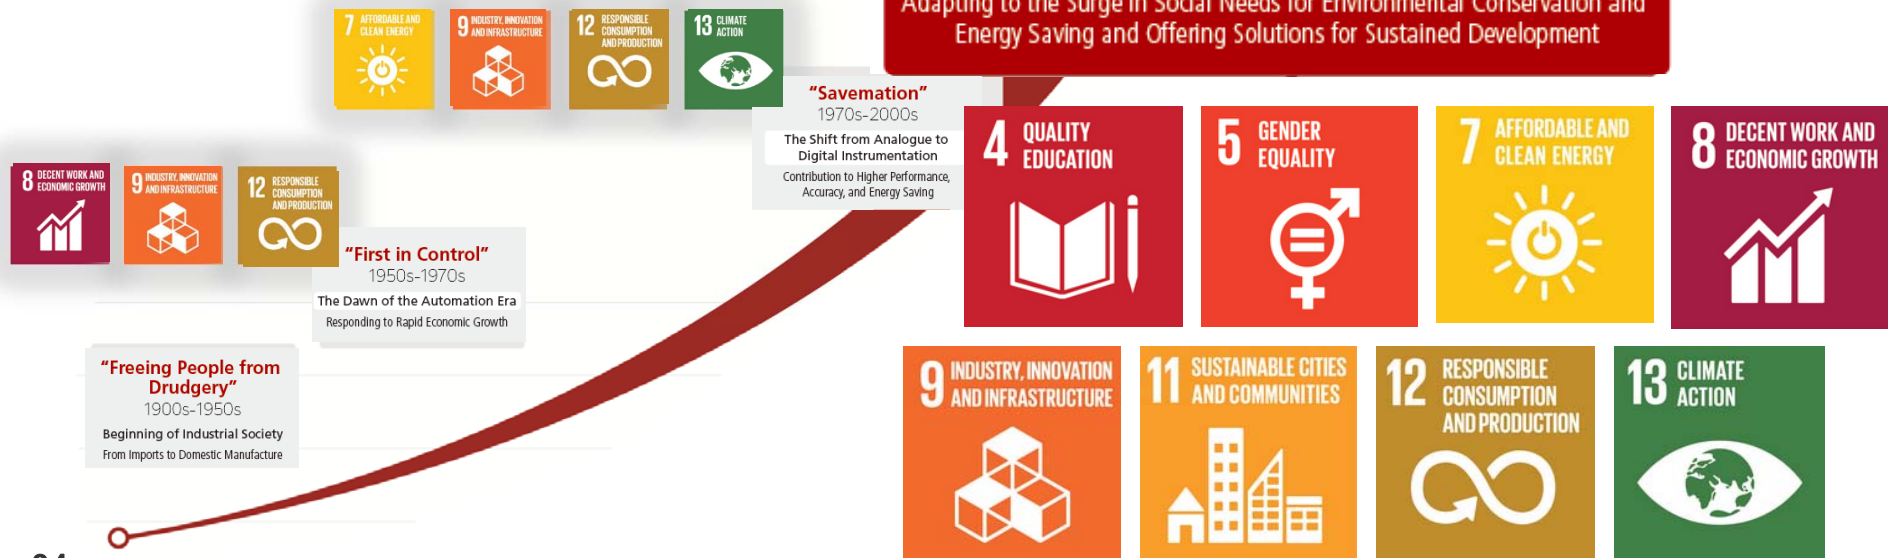 7 AFFORDABLE AND
CLEAN ENERGY
9 INDUSTRY, INNOVATION
AND INFRASTRUCTURE
12 RESPONSIBLE
CONSUMPTION
AND PRODUCTION
13 CLIMATE
ACTION
Adapting to the Surge in Social Needs for Environmental Conservation and
Energy Saving and Offering Solutions for Sustained Development
“Savemation”
1970s-2000s
The Shift from Analogue to
Digital Instrumentation
Contribution to Higher Performance,
Accuracy, and Energy Saving
8 DECENT WORK AND
ECONOMIC GROWTH
9 INDUSTRY, INNOVATION
AND INFRASTRUCTURE
12 RESPONSIBLE
CONSUMPTION
AND PRODUCTION
“First in Control”
1950s-1970s
The Dawn of the Automation Era
Responding to Rapid Economic Growth
“Freeing People from
Drudgery”
1900s-1950s
Beginning of Industrial Society
From Imports to Domestic Manufacture
4 QUALITY
EDUCATION
5 GENDER
EQUALITY
7 AFFORDABLE AND
CLEAN ENERGY
8 DECENT WORK AND
ECONOMIC GROWTH
9 INDUSTRY, INNOVATION
AND INFRASTRUCTURE
11 SUSTAINABLE CITIES
AND COMMUNITIES
12 RESPONSIBLE
CONSUMPTION
AND PRODUCTION
13 CLIMATE
ACTION